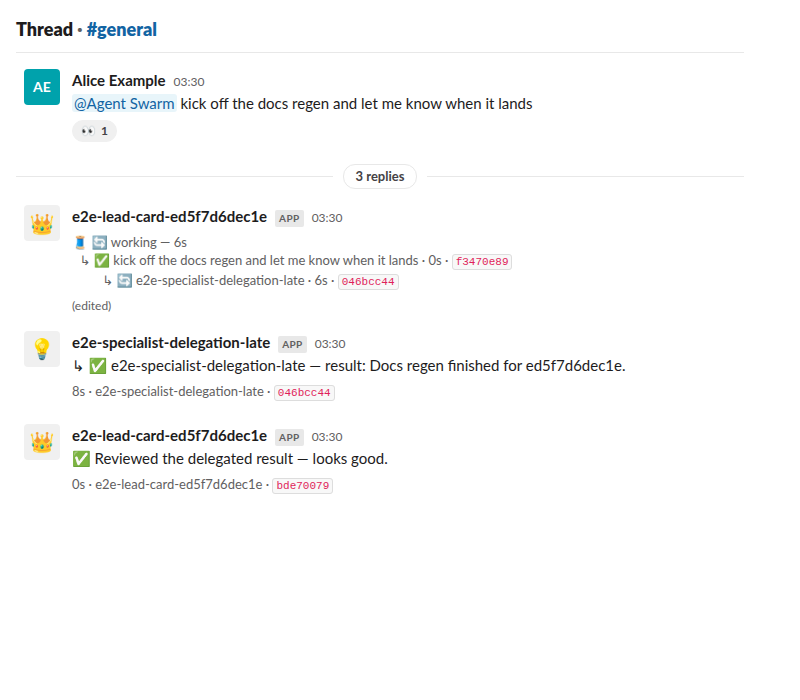 Thread • #general
AE
Alice Example 03:30
@Agent Swarm kick off the docs regen and let me know when it lands
👀 1
3 replies
e2e-lead-card-ed5f7d6dec1e APP 03:30
🧵 🔄 working — 6s
↳ ✅ kick off the docs regen and let me know when it lands · 0s · f3470e89
↳ 🔄 e2e-specialist-delegation-late · 6s · 046bcc44
(edited)
e2e-specialist-delegation-late APP 03:30
↳ ✅ e2e-specialist-delegation-late — result: Docs regen finished for ed5f7d6dec1e.
8s · e2e-specialist-delegation-late · 046bcc44
e2e-lead-card-ed5f7d6dec1e APP 03:30
✅ Reviewed the delegated result — looks good.
0s · e2e-lead-card-ed5f7d6dec1e · bde70079